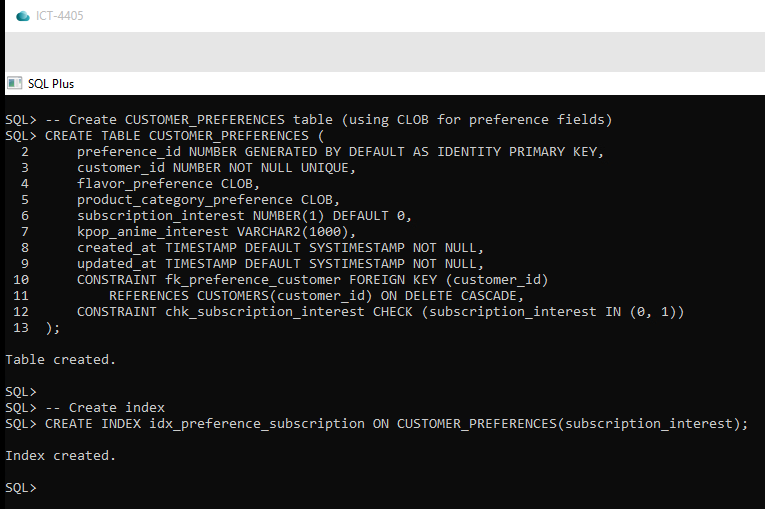 ICT-4405
SQL Plus
SQL> -- Create CUSTOMER_PREFERENCES table (using CLOB for preference fields)
SQL> CREATE TABLE CUSTOMER_PREFERENCES (
  2      preference_id NUMBER GENERATED BY DEFAULT AS IDENTITY PRIMARY KEY,
  3      customer_id NUMBER NOT NULL UNIQUE,
  4      flavor_preference CLOB,
  5      product_category_preference CLOB,
  6      subscription_interest NUMBER(1) DEFAULT 0,
  7      kpop_anime_interest VARCHAR2(1000),
  8      created_at TIMESTAMP DEFAULT SYSTIMESTAMP NOT NULL,
  9      updated_at TIMESTAMP DEFAULT SYSTIMESTAMP NOT NULL,
 10      CONSTRAINT fk_preference_customer FOREIGN KEY (customer_id)
 11          REFERENCES CUSTOMERS(customer_id) ON DELETE CASCADE,
 12      CONSTRAINT chk_subscription_interest CHECK (subscription_interest IN (0, 1))
 13  );
Table created.
SQL>
SQL> -- Create index
SQL> CREATE INDEX idx_preference_subscription ON CUSTOMER_PREFERENCES(subscription_interest);
Index created.
SQL>